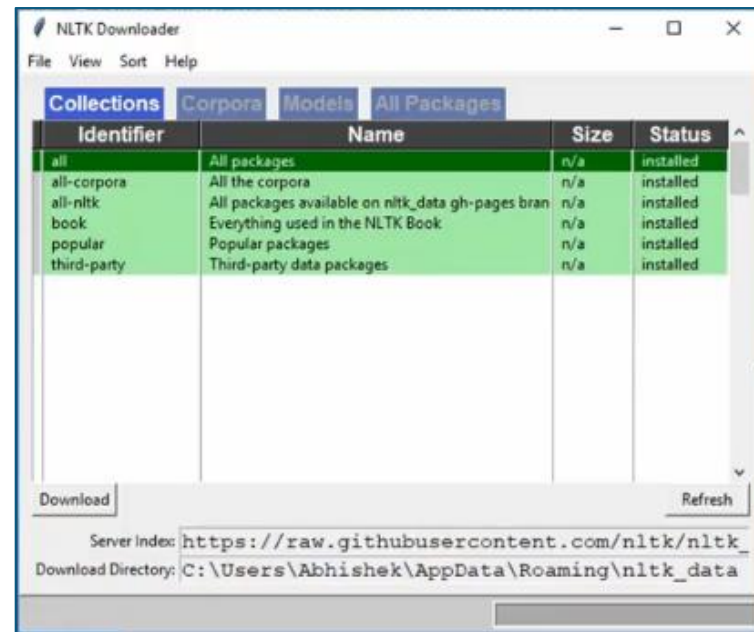 NLTK Downloader
File View Sort Help
Collections Corpora Models All Packages
Identifier Name Size Status
all All packages n/a installed
all-corpora All the corpora n/a installed
all-nltk All packages available on nltk_data gh-pages bran n/a installed
book Everything used in the NLTK Book n/a installed
popular Popular packages n/a installed
third-party Third-party data packages n/a installed
Download Refresh
Server Index: https://raw.githubusercontent.com/nltk/nltk_
Download Directory: C:\Users\Abhishek\AppData\Roaming\nltk_data